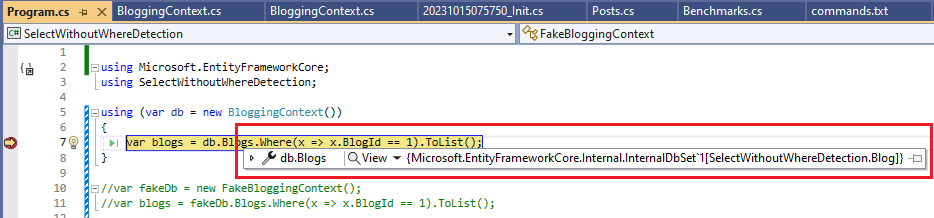 Program.cs BloggingContext.cs BloggingContext.cs 20231015075750_Init.cs Posts.cs Benchmarks.cs commands.txt
SelectWithoutWhereDetection FakeBloggingContext
1
2 using Microsoft.EntityFrameworkCore;
3 using SelectWithoutWhereDetection;
4
5 using (var db = new BloggingContext())
6 {
7 var blogs = db.Blogs.Where(x => x.BlogId == 1).ToList();
8 }
db.Blogs View {Microsoft.EntityFrameworkCore.Internal.InternalDbSet`1[SelectWithoutWhereDetection.Blog]}
9
10 //var fakeDb = new FakeBloggingContext();
11 //var blogs = fakeDb.Blogs.Where(x => x.BlogId == 1).ToList();
12